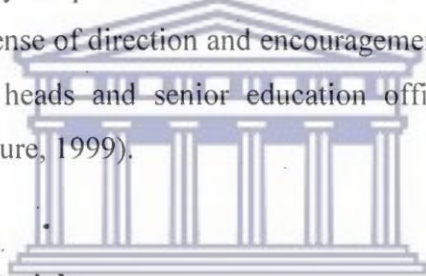 ense of direction and encouragemen
heads and senior education offi
ure, 1999).